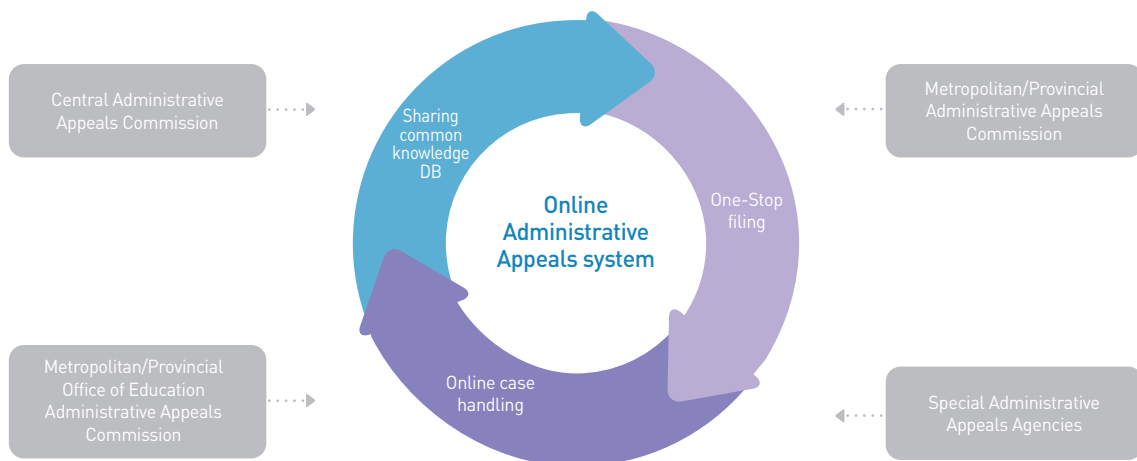 Central Administrative
Appeals Commission
Metropolitan/Provincial
Administrative Appeals
Commission
Sharing
common
knowledge
DB
One-Stop
filing
Online
Administrative
Appeals system
Online case
handling
Metropolitan/Provincial
Office of Education
Administrative Appeals
Commission
Special Administrative
Appeals Agencies